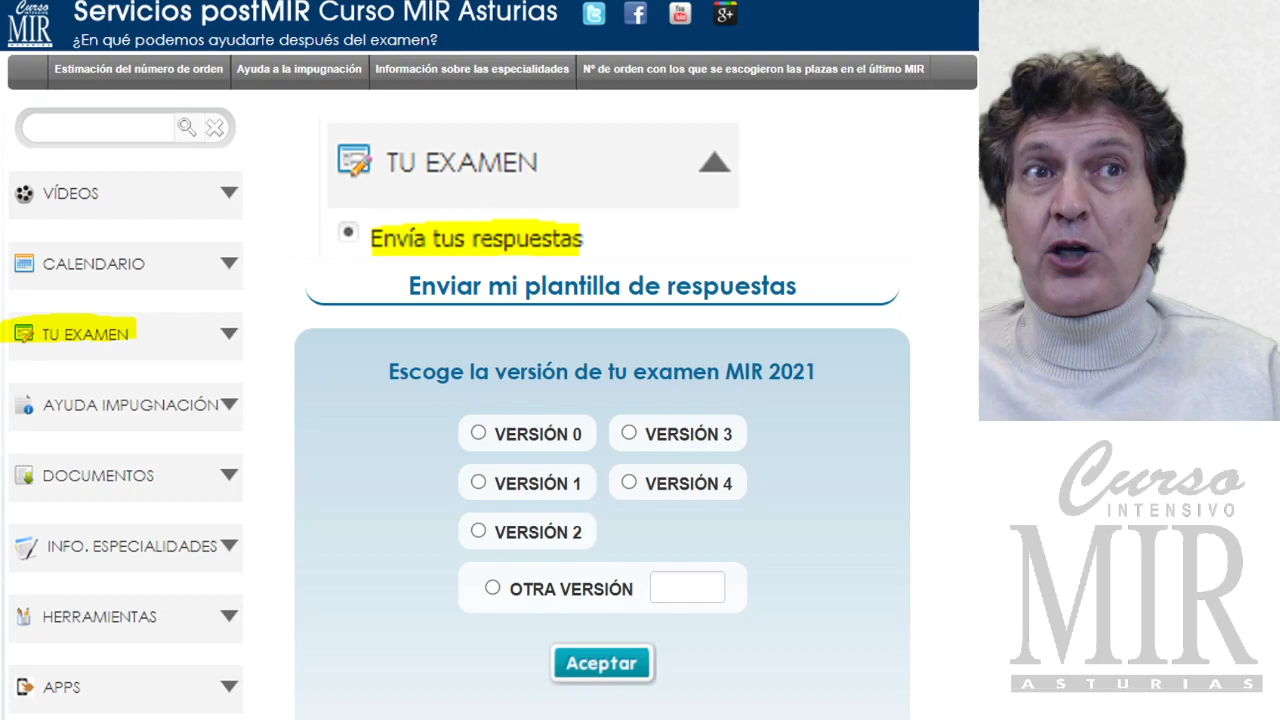 Curso
INTENSIVO
MIR
ASTURIAS
Servicios postMIR Curso MIR Asturias
¿En qué podemos ayudarte después del examen?
Estimación del número de orden
Ayuda a la impugnación
Información sobre las especialidades
Nº de orden con los que se escogieron las plazas en el último MIR
VÍDEOS
CALENDARIO
TU EXAMEN
AYUDA IMPUGNACIÓN
DOCUMENTOS
INFO. ESPECIALIDADES
HERRAMIENTAS
APPS
TU EXAMEN
Envía tus respuestas
Enviar mi plantilla de respuestas
Escoge la versión de tu examen MIR 2021
VERSIÓN 0
VERSIÓN 3
VERSIÓN 1
VERSIÓN 4
VERSIÓN 2
OTRA VERSIÓN
Aceptar
Curso
INTENSIVO
MIR
ASTURIAS